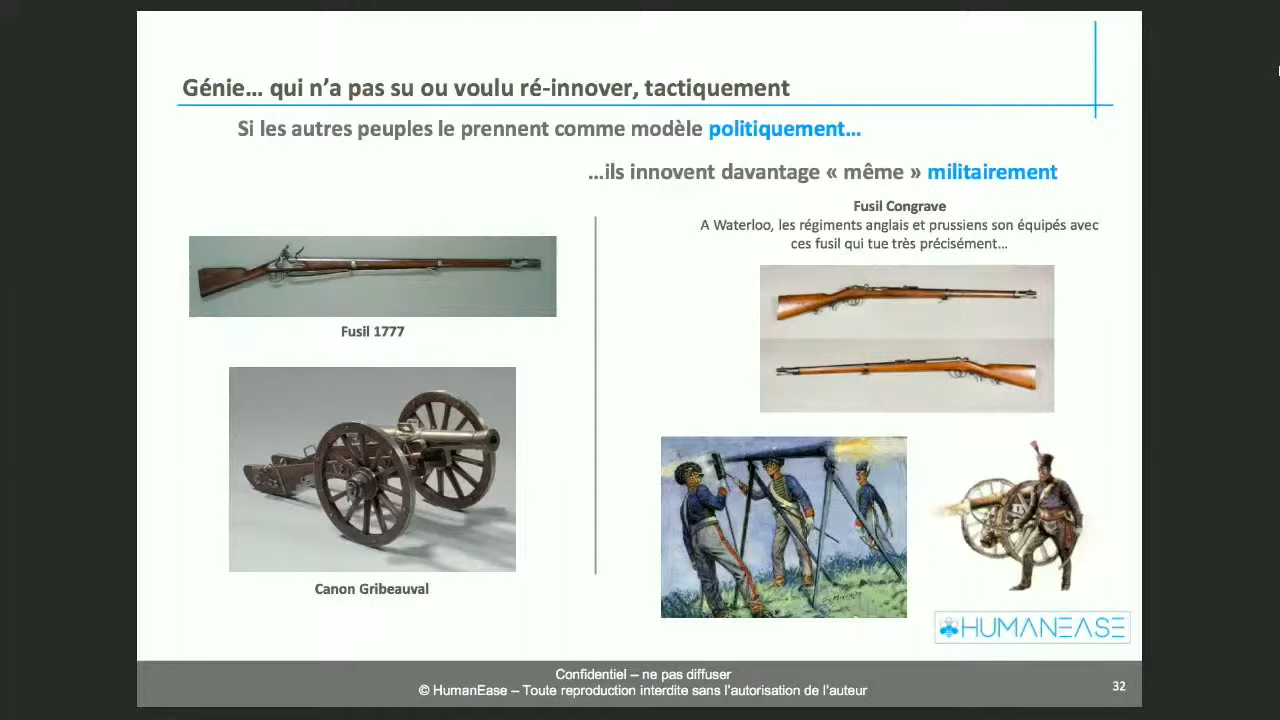 Génie… qui n’a pas su ou voulu ré-innover, tactiquement
Si les autres peuples le prennent comme modèle politiquement…
…ils innovent davantage « même » militairement
Fusil Congrave
A Waterloo, les régiments anglais et prussiens son équipés avec
ces fusil qui tue très précisément…
Fusil 1777
Canon Gribeauval
HUMANEASE
Confidentiel – ne pas diffuser
© HumanEase – Toute reproduction interdite sans l’autorisation de l’auteur
32